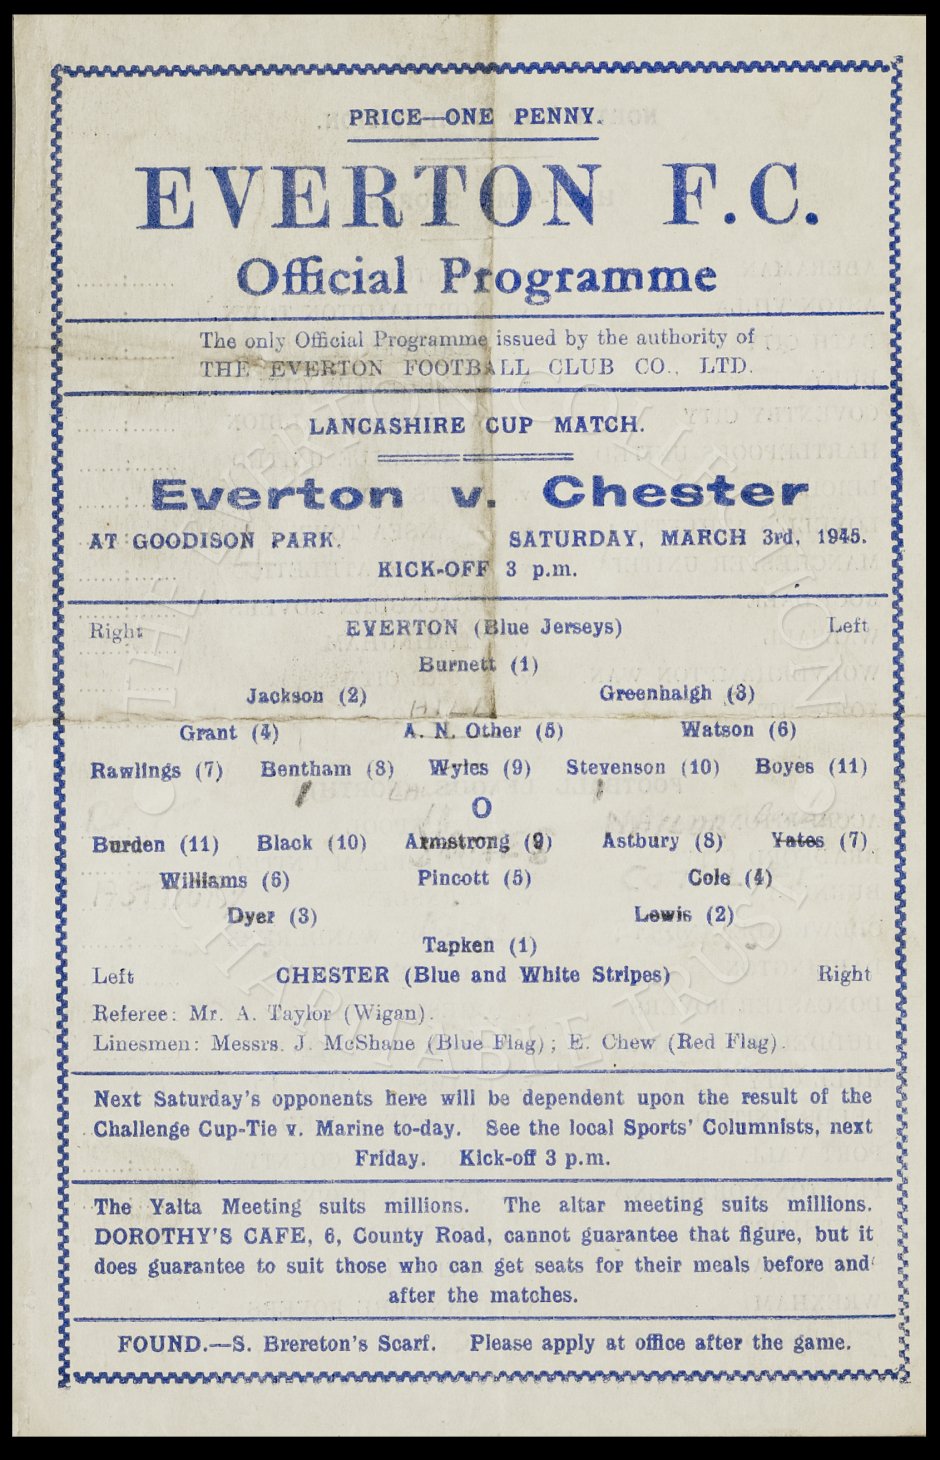 PRICE—ONE PENNY.
EVERTON F.C.
Official Programme
The only Official Programme issued by the authority of
THE EVERTON FOOTBALL CLUB CO., LTD.
LANCASHIRE CUP MATCH.
Everton v. Chester
AT GOODISON PARK. SATURDAY, MARCH 3rd, 1945.
KICK-OFF 3 p.m.
Right EVERTON (Blue Jerseys) Left
Burnett (1)
Jackson (2) Greenhalgh (3)
Grant (4) A. N. Other (5) Watson (6)
Rawlings (7) Bentham (8) Wyles (9) Stevenson (10) Boyes (11)
O
Burden (11) Black (10) Armstrong (9) Astbury (8) Yates (7)
Williams (6) Pincott (5) Cole (4)
Dyer (3) Lewis (2)
Tapken (1)
Left CHESTER (Blue and White Stripes) Right
Referee: Mr. A. Taylor (Wigan).
Linesmen: Messrs. J. McShane (Blue Flag); E. Chew (Red Flag).
Next Saturday's opponents here will be dependent upon the result of the
Challenge Cup-Tie v. Marine to-day. See the local Sports' Columnists, next
Friday. Kick-off 3 p.m.
The Yalta Meeting suits millions. The altar meeting suits millions.
DOROTHY'S CAFE, 6, County Road, cannot guarantee that figure, but it
does guarantee to suit those who can get seats for their meals before and
after the matches.
FOUND.—S. Brereton's Scarf. Please apply at office after the game.
THE EVERTON COLLECTION
CHARITABLE TRUST